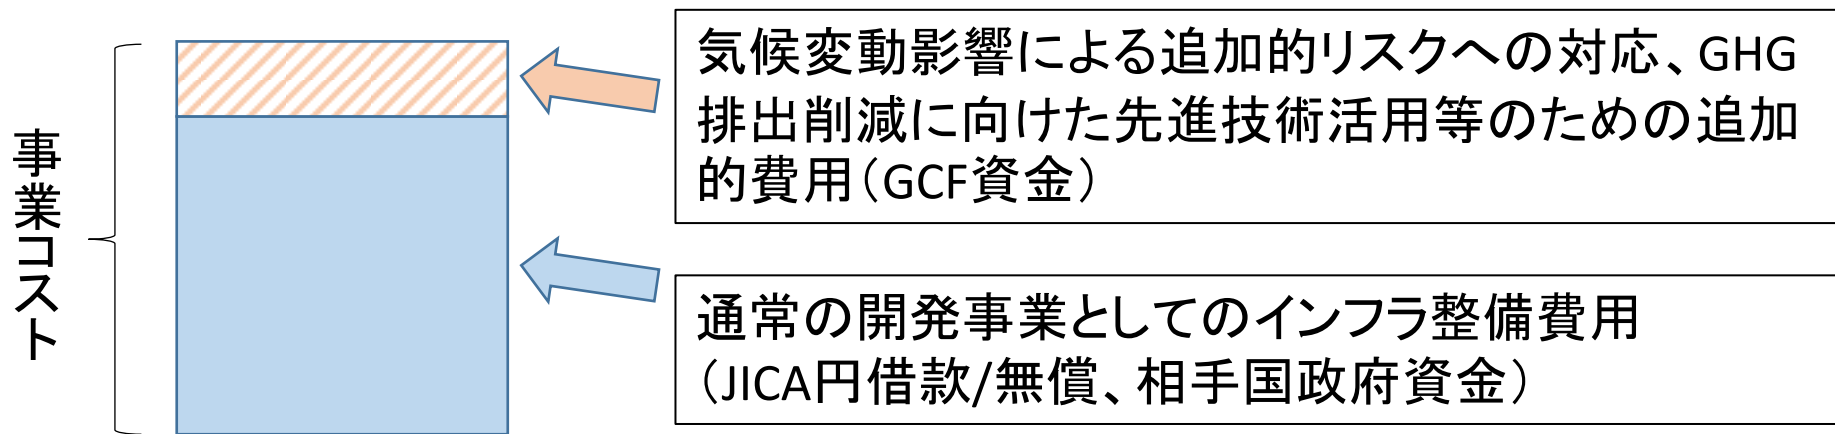 事業コスト
気候変動影響による追加的リスクへの対応、GHG
排出削減に向けた先進技術活用等のための追加
的費用（GCF資金）
通常の開発事業としてのインフラ整備費用
（JICA円借款/無償、相手国政府資金）